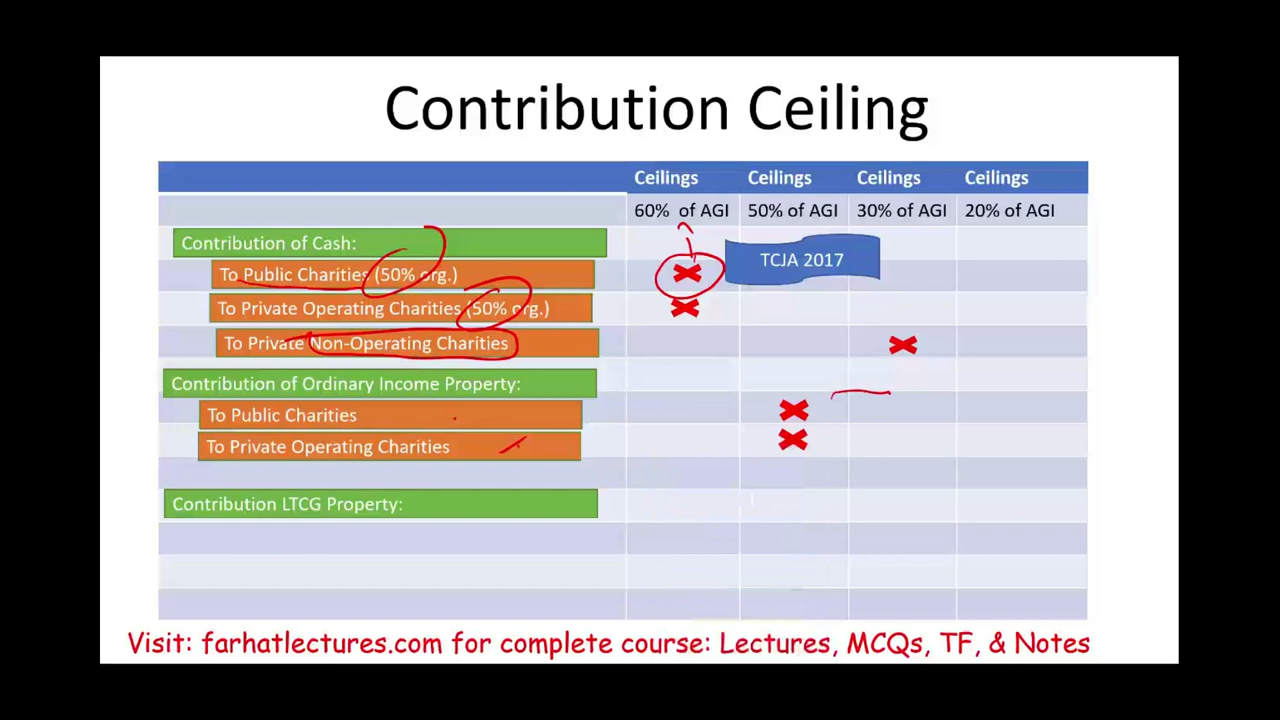 Contribution Ceiling
Ceilings Ceilings Ceilings Ceilings
60% of AGI 50% of AGI 30% of AGI 20% of AGI
Contribution of Cash:
TCJA 2017
To Public Charities (50% org.)
To Private Operating Charities (50% org.)
To Private Non-Operating Charities
Contribution of Ordinary Income Property:
To Public Charities
To Private Operating Charities
Contribution LTCG Property:
Visit: farhatlectures.com for complete course: Lectures, MCQs, TF, & Notes